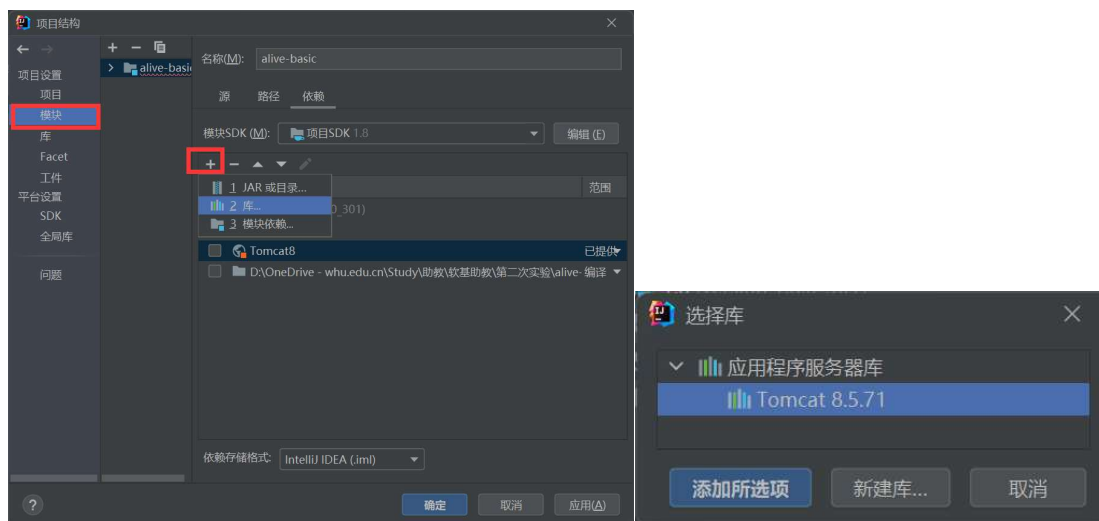 项目结构
项目设置
项目
模块
库
Facet
工件
平台设置
SDK
全局库
问题
alive-basic
名称(M): alive-basic
源 路径 依赖
模块SDK (M): 项目SDK 1.8 编辑 (E)
1 JAR 或目录...
2 库...
3 模块依赖...
范围
0_301)
Tomcat8 已提供
D:\OneDrive - whu.edu.cn\Study\助教\软基助教\第二次实验\alive- 编译
依赖存储格式: IntelliJ IDEA (.iml)
?
确定 取消 应用(A)
选择库
应用程序服务器库
Tomcat 8.5.71
添加所选项 新建库... 取消